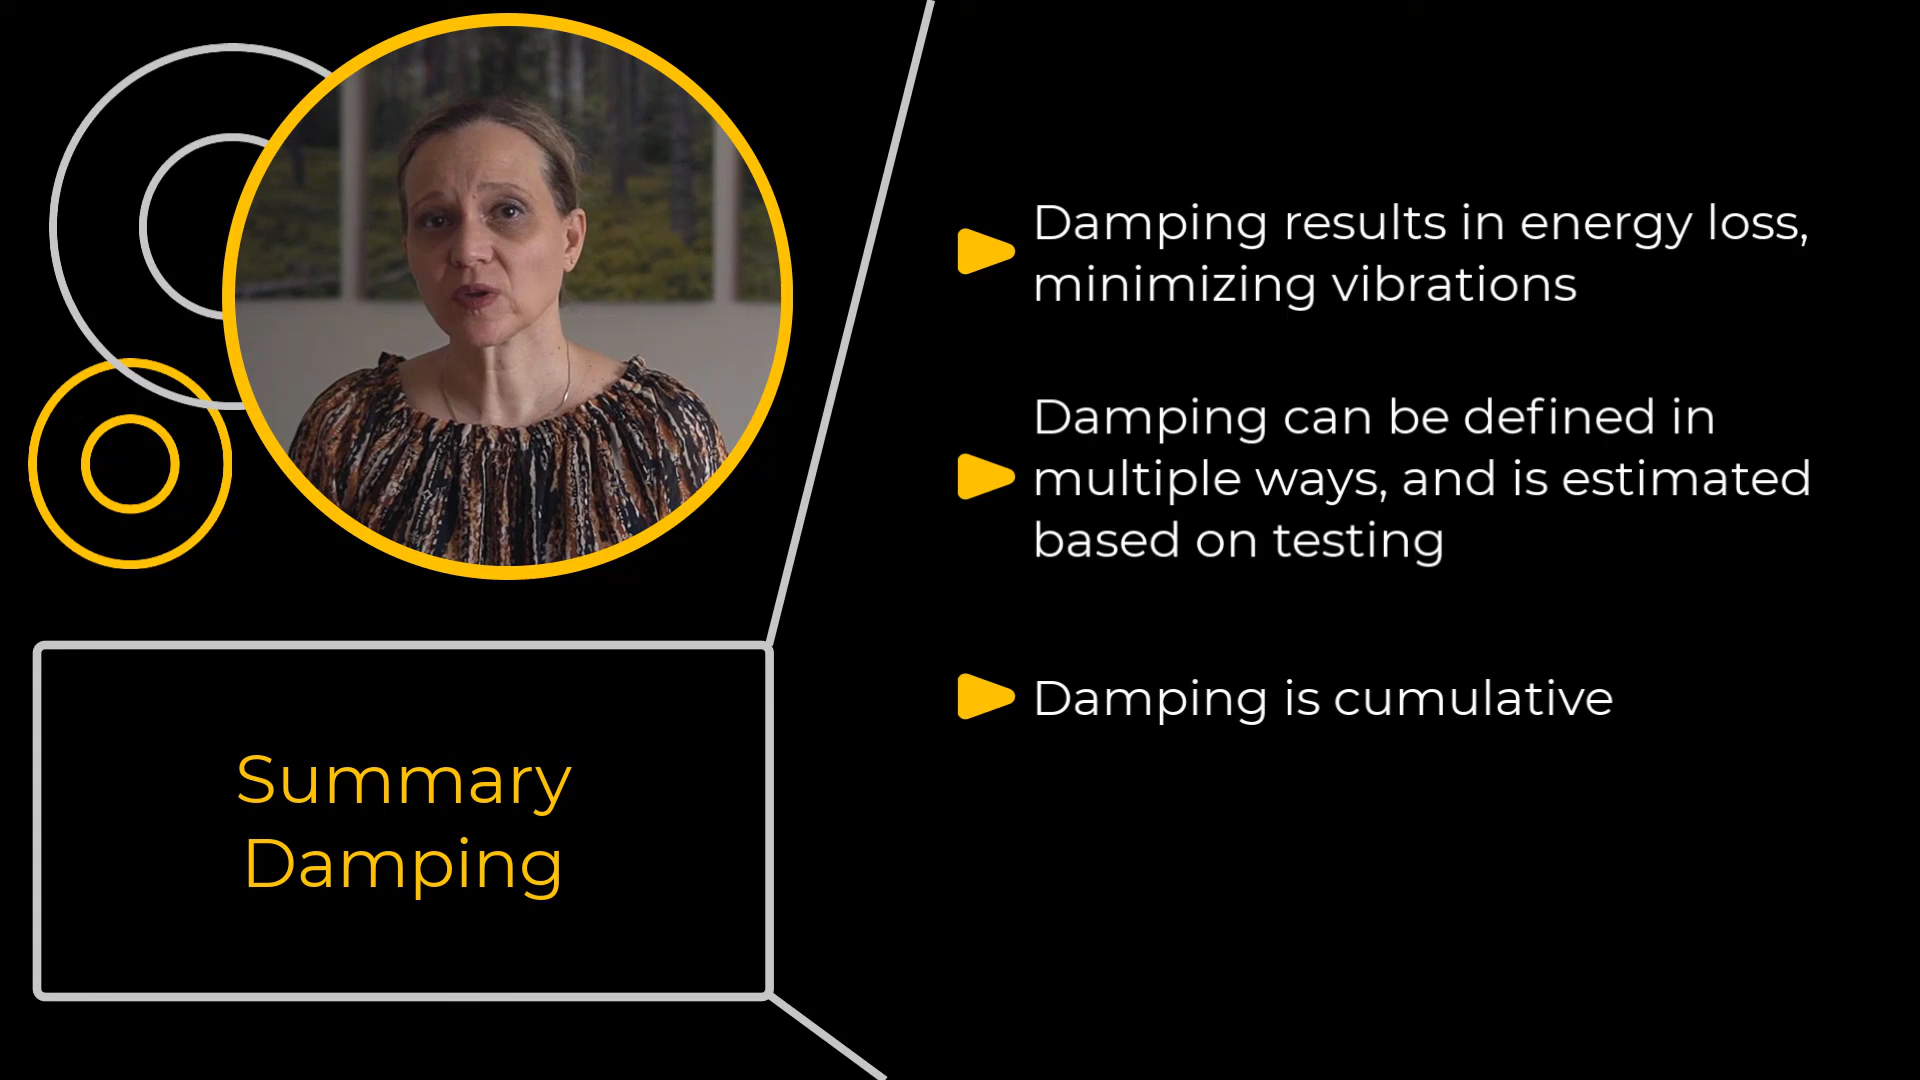 Damping results in energy loss,
minimizing vibrations
Damping can be defined in
multiple ways, and is estimated
based on testing
Damping is cumulative
Summary
Damping